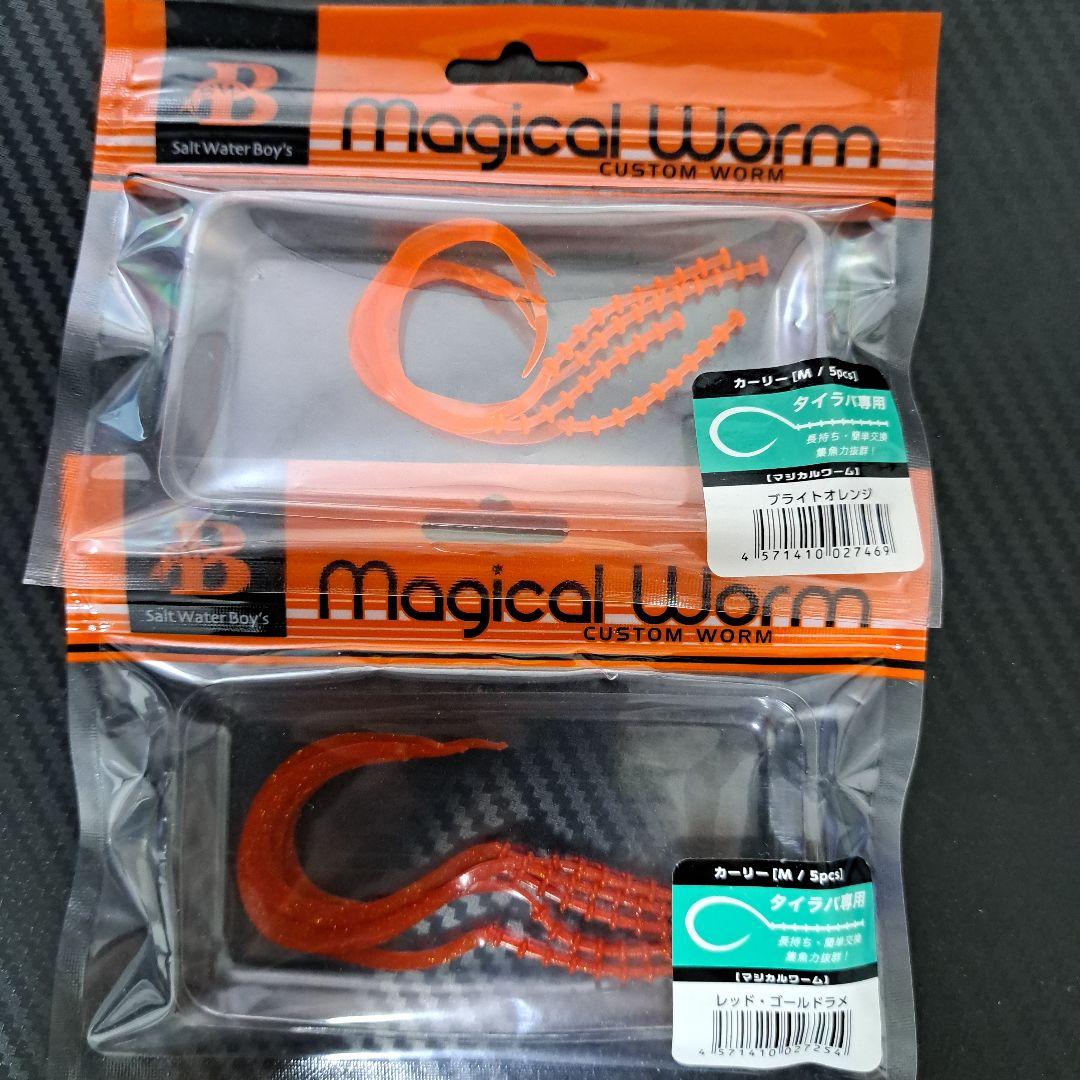 B
Salt Water Boy's
Magical Worm
CUSTOM WORM
カーリー [M / 5pcs]
タイラバ専用
長持ち・簡単交換
集魚力抜群！
【マジカルワーム】
ブライトオレンジ
4 571410 027469
B
Salt Water Boy's
Magical Worm
CUSTOM WORM
カーリー [M / 5pcs]
タイラバ専用
長持ち・簡単交換
集魚力抜群！
【マジカルワーム】
レッド・ゴールドラメ
4 571410 027254